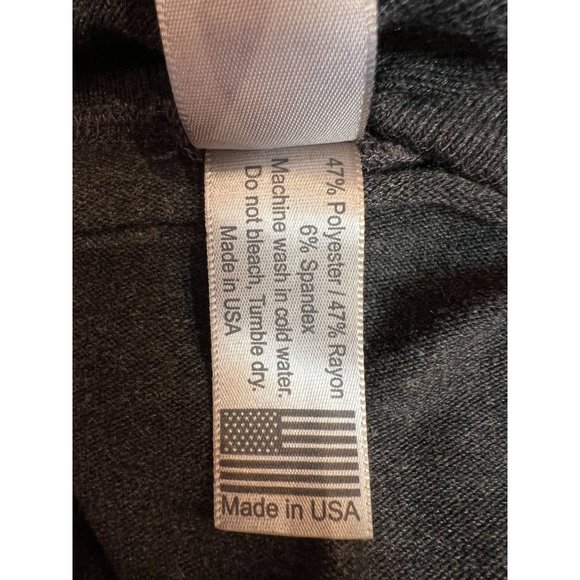 47% Polyester / 47% Rayon
6% Spandex
Machine wash in cold water.
Do not bleach, Tumble dry.
Made in USA
Made in USA